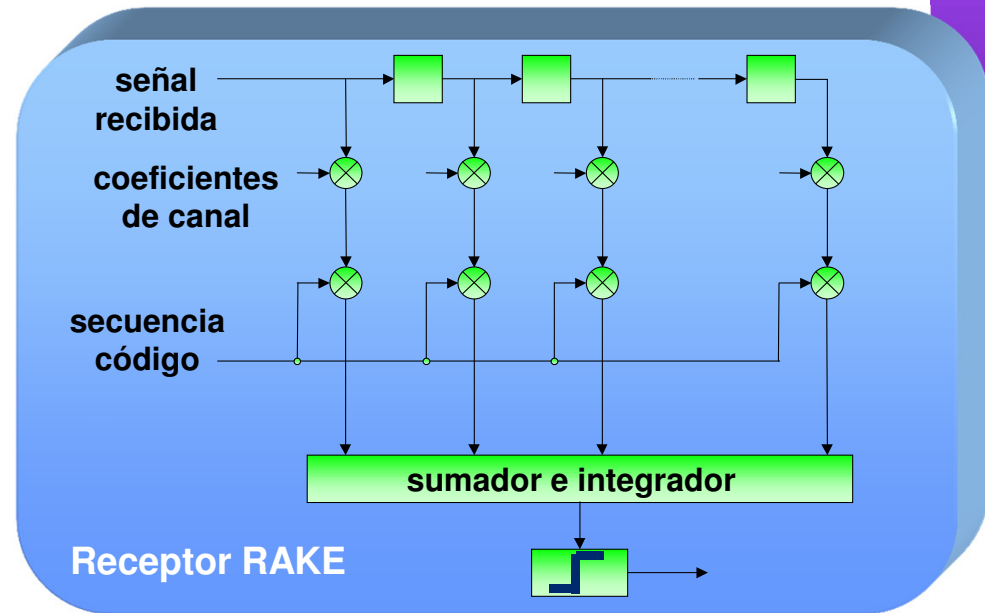 señal
recibida
coeficientes
de canal
secuencia
código
sumador e integrador
Receptor RAKE